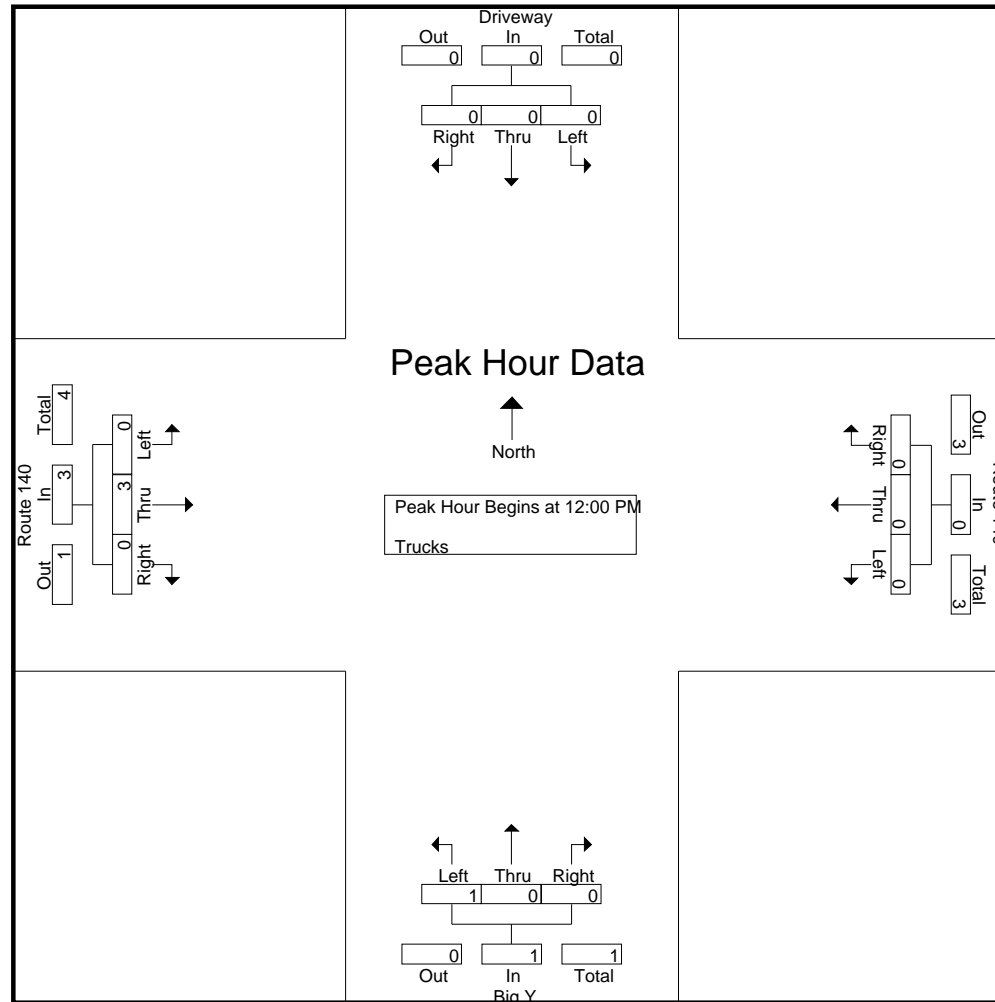 Driveway
Out In Total
0 0 0
0 0 0
Right Thru Left
Peak Hour Data
North
Peak Hour Begins at 12:00 PM
Trucks
Route 140
Total In Out
4 3 1
0 3 0
Left Thru Right
Out In Total
3 0 3
Right Thru Left
0 0 0
Left Thru Right
1 0 0
0 1 1
Out In Total
Big Y